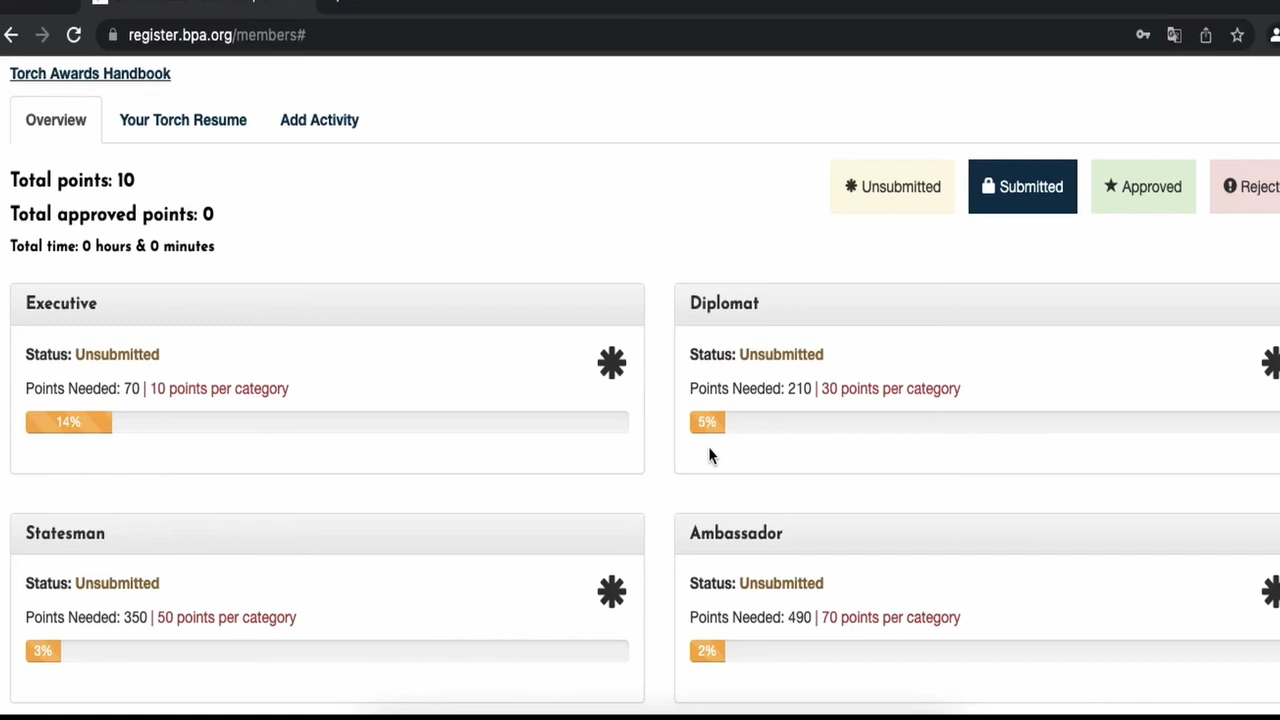 register.bpa.org/members#
Torch Awards Handbook
Overview
Your Torch Resume
Add Activity
Total points: 10
Total approved points: 0
Total time: 0 hours & 0 minutes
Unsubmitted
Submitted
Approved
Reject
Executive
Status: Unsubmitted
Points Needed: 70 | 10 points per category
14%
Diplomat
Status: Unsubmitted
Points Needed: 210 | 30 points per category
5%
Statesman
Status: Unsubmitted
Points Needed: 350 | 50 points per category
3%
Ambassador
Status: Unsubmitted
Points Needed: 490 | 70 points per category
2%